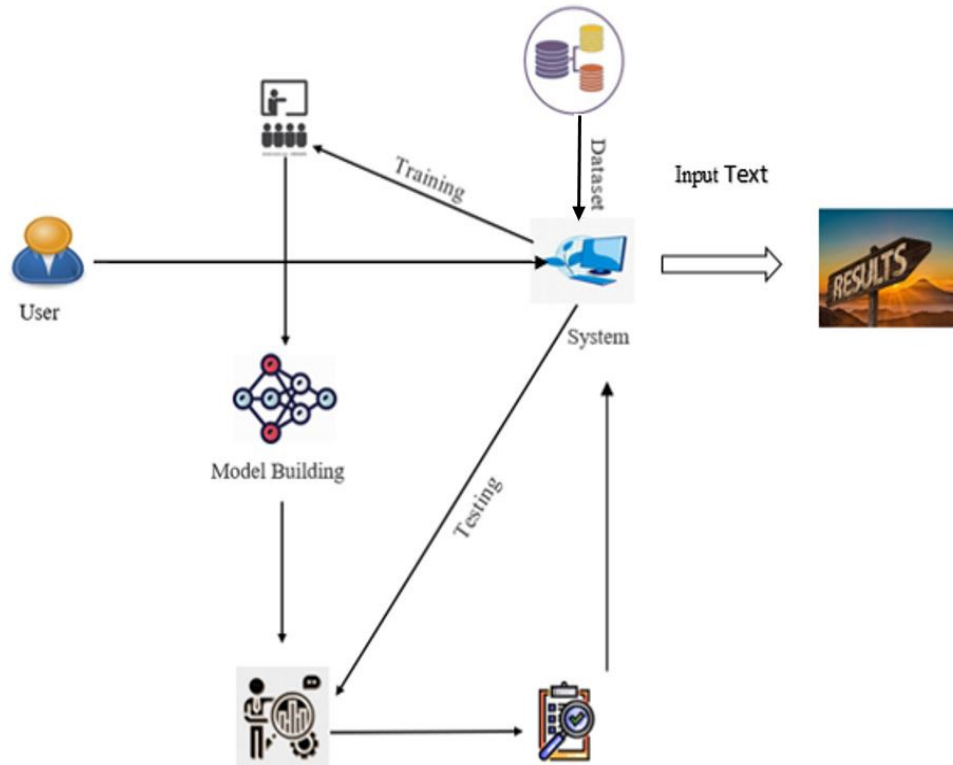 Training
Dataset
Input Text
RESULTS
User
System
Model Building
Testing